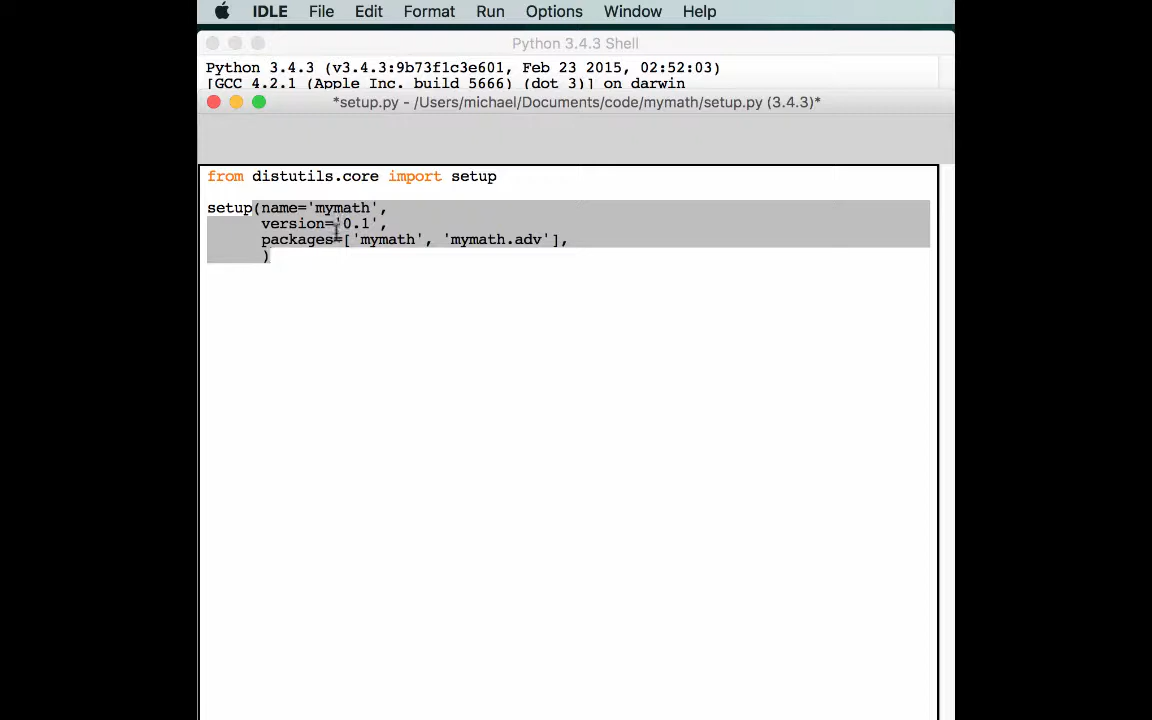 IDLE File Edit Format Run Options Window Help
Python 3.4.3 Shell
Python 3.4.3 (v3.4.3:9b73f1c3e601, Feb 23 2015, 02:52:03)
[GCC 4.2.1 (Apple Inc. build 5666) (dot 3)] on darwin
*setup.py - /Users/michael/Documents/code/mymath/setup.py (3.4.3)*
from distutils.core import setup
setup(name='mymath',
version='0.1',
packages=['mymath', 'mymath.adv'],
)